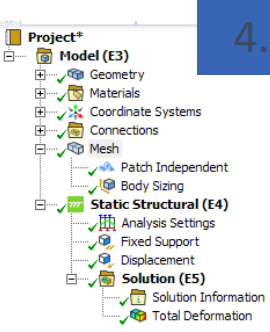 4.
Project*
Model (E3)
Geometry
Materials
Coordinate Systems
Connections
Mesh
Patch Independent
Body Sizing
Static Structural (E4)
Analysis Settings
Fixed Support
Displacement
Solution (E5)
Solution Information
Total Deformation